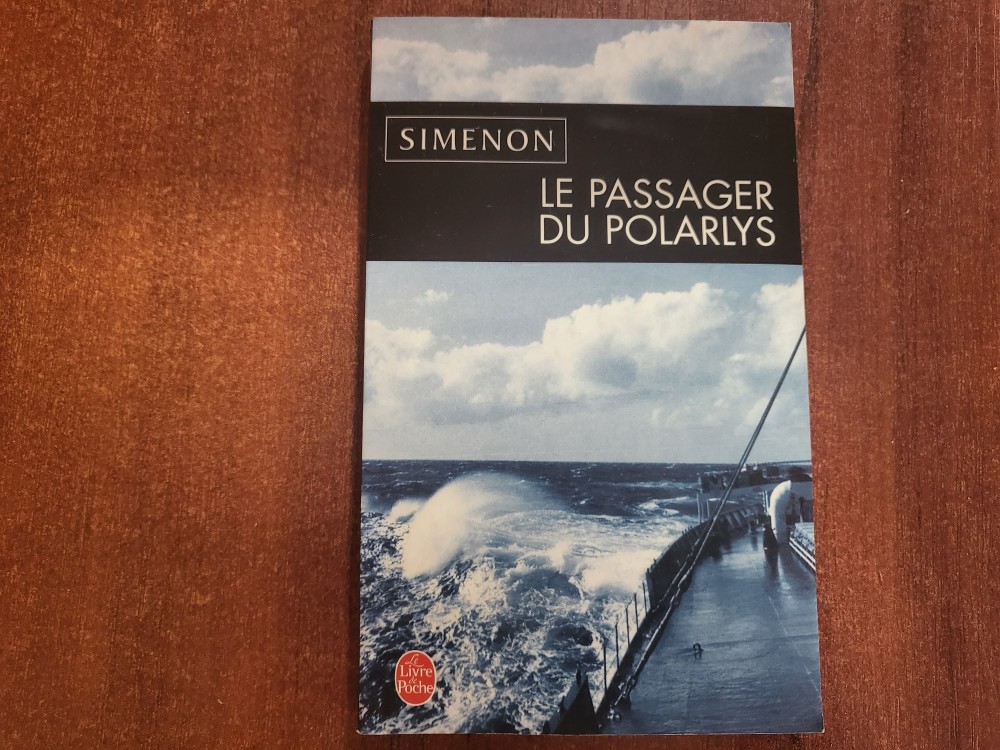 SIMENON
LE PASSAGER
DU POLARLYS
Le
Livre
de
Poche